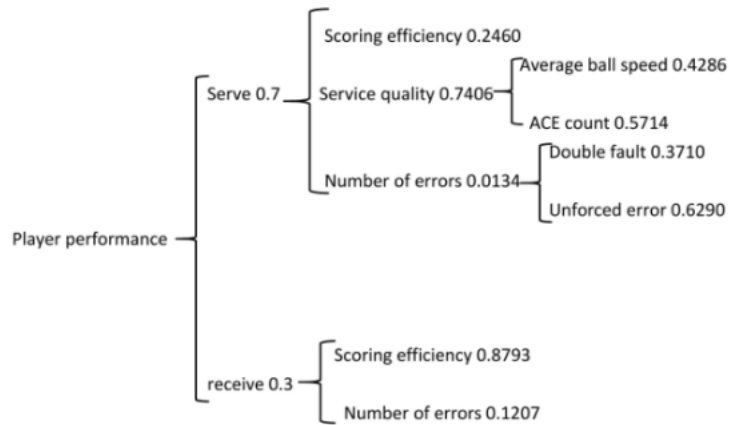 Scoring efficiency 0.2460
Average ball speed 0.4286
Serve 0.7
Service quality 0.7406
ACE count 0.5714
Double fault 0.3710
Number of errors 0.0134
Unforced error 0.6290
Player performance
Scoring efficiency 0.8793
receive 0.3
Number of errors 0.1207